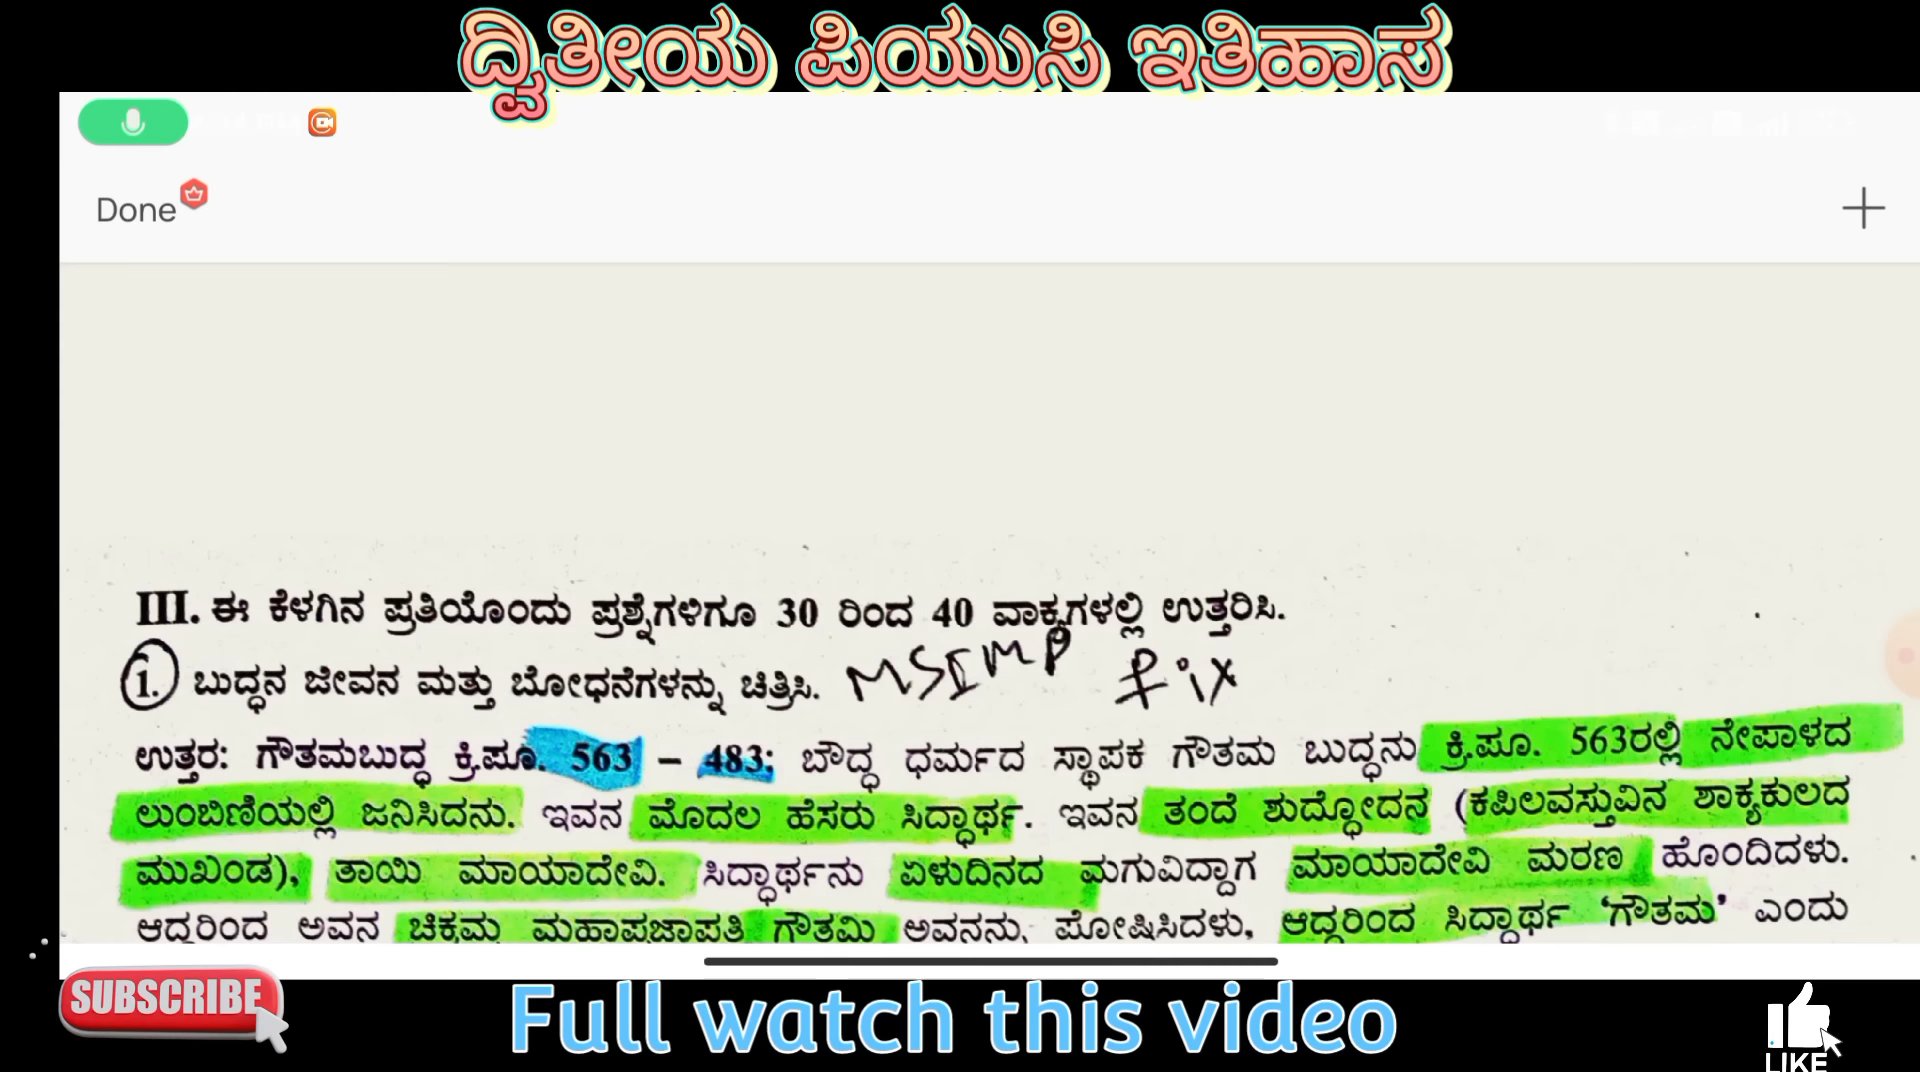 ದ್ವಿತೀಯ ಪಿಯುಸಿ ಇತಿಹಾಸ
Done
III. ಈ ಕೆಳಗಿನ ಪ್ರತಿಯೊಂದು ಪ್ರಶ್ನೆಗಳಿಗೂ 30 ರಿಂದ 40 ವಾಕ್ಯಗಳಲ್ಲಿ ಉತ್ತರಿಸಿ.
1. ಬುದ್ಧನ ಜೀವನ ಮತ್ತು ಬೋಧನೆಗಳನ್ನು ಚಿತ್ರಿಸಿ. MSIMP fix
ಉತ್ತರ: ಗೌತಮಬುದ್ಧ ಕ್ರಿ.ಪೂ. 563 – 483; ಬೌದ್ಧ ಧರ್ಮದ ಸ್ಥಾಪಕ ಗೌತಮ ಬುದ್ಧನು ಕ್ರಿ.ಪೂ. 563ರಲ್ಲಿ ನೇಪಾಳದ
ಲುಂಬಿಣಿಯಲ್ಲಿ ಜನಿಸಿದನು. ಇವನ ಮೊದಲ ಹೆಸರು ಸಿದ್ಧಾರ್ಥ. ಇವನ ತಂದೆ ಶುದ್ಧೋದನ (ಕಪಿಲವಸ್ತುವಿನ ಶಾಕ್ಯಕುಲದ
ಮುಖಂಡ), ತಾಯಿ ಮಾಯಾದೇವಿ. ಸಿದ್ಧಾರ್ಥನು ಏಳುದಿನದ ಮಗುವಿದ್ದಾಗ ಮಾಯಾದೇವಿ ಮರಣ ಹೊಂದಿದಳು.
ಆದ್ದರಿಂದ ಅವನ ಚಿಕ್ಕಮ್ಮ ಮಹಾಪ್ರಜಾಪತಿ ಗೌತಮಿ ಅವನನ್ನು ಪೋಷಿಸಿದಳು, ಆದ್ದರಿಂದ ಸಿದ್ಧಾರ್ಥ 'ಗೌತಮ' ಎಂದು
SUBSCRIBE
Full watch this video
LIKE